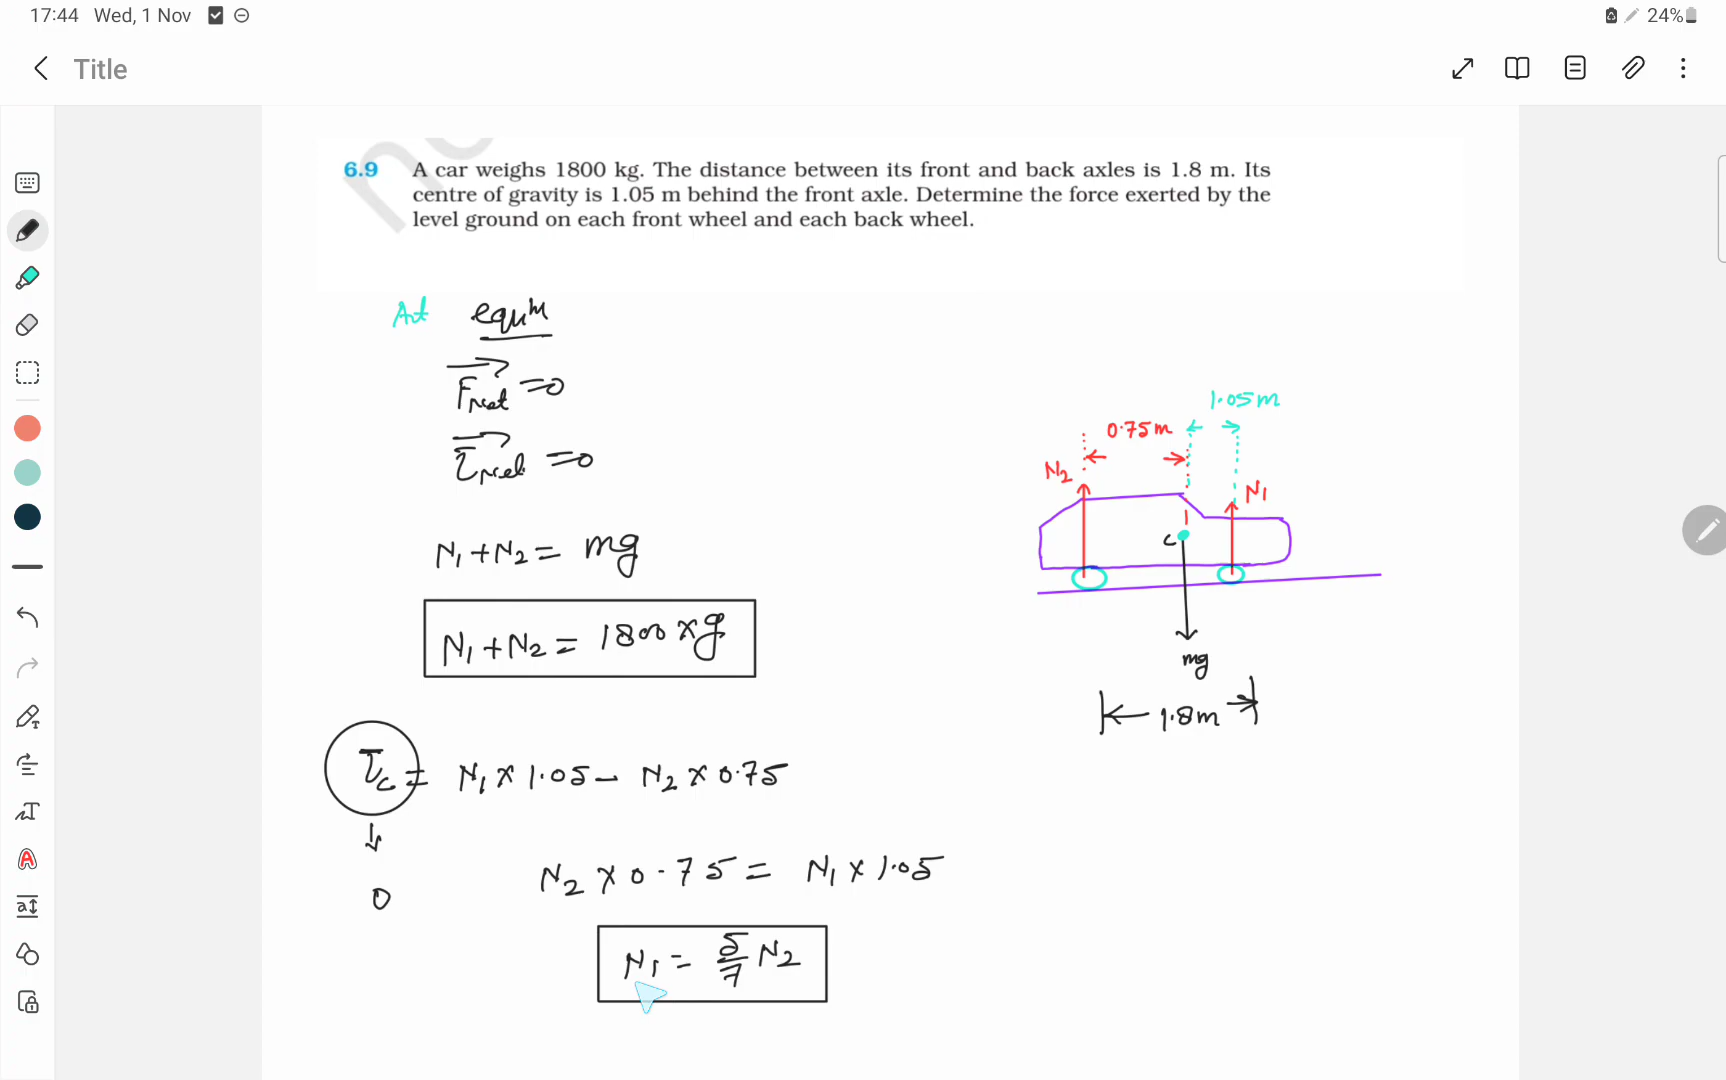 17:44 Wed, 1 Nov
24%
Title
6.9 A car weighs 1800 kg. The distance between its front and back axles is 1.8 m. Its
centre of gravity is 1.05 m behind the front axle. Determine the force exerted by the
level ground on each front wheel and each back wheel.
At equm
Fnet = 0
τnet = 0
1.05m
0.75m
N2
N1
c
mg
1.8m
N1 + N2 = mg
N1 + N2 = 1800 × g
τc = N1 × 1.05 - N2 × 0.75
0
N2 × 0.75 = N1 × 1.05
N1 = 5/7 N2